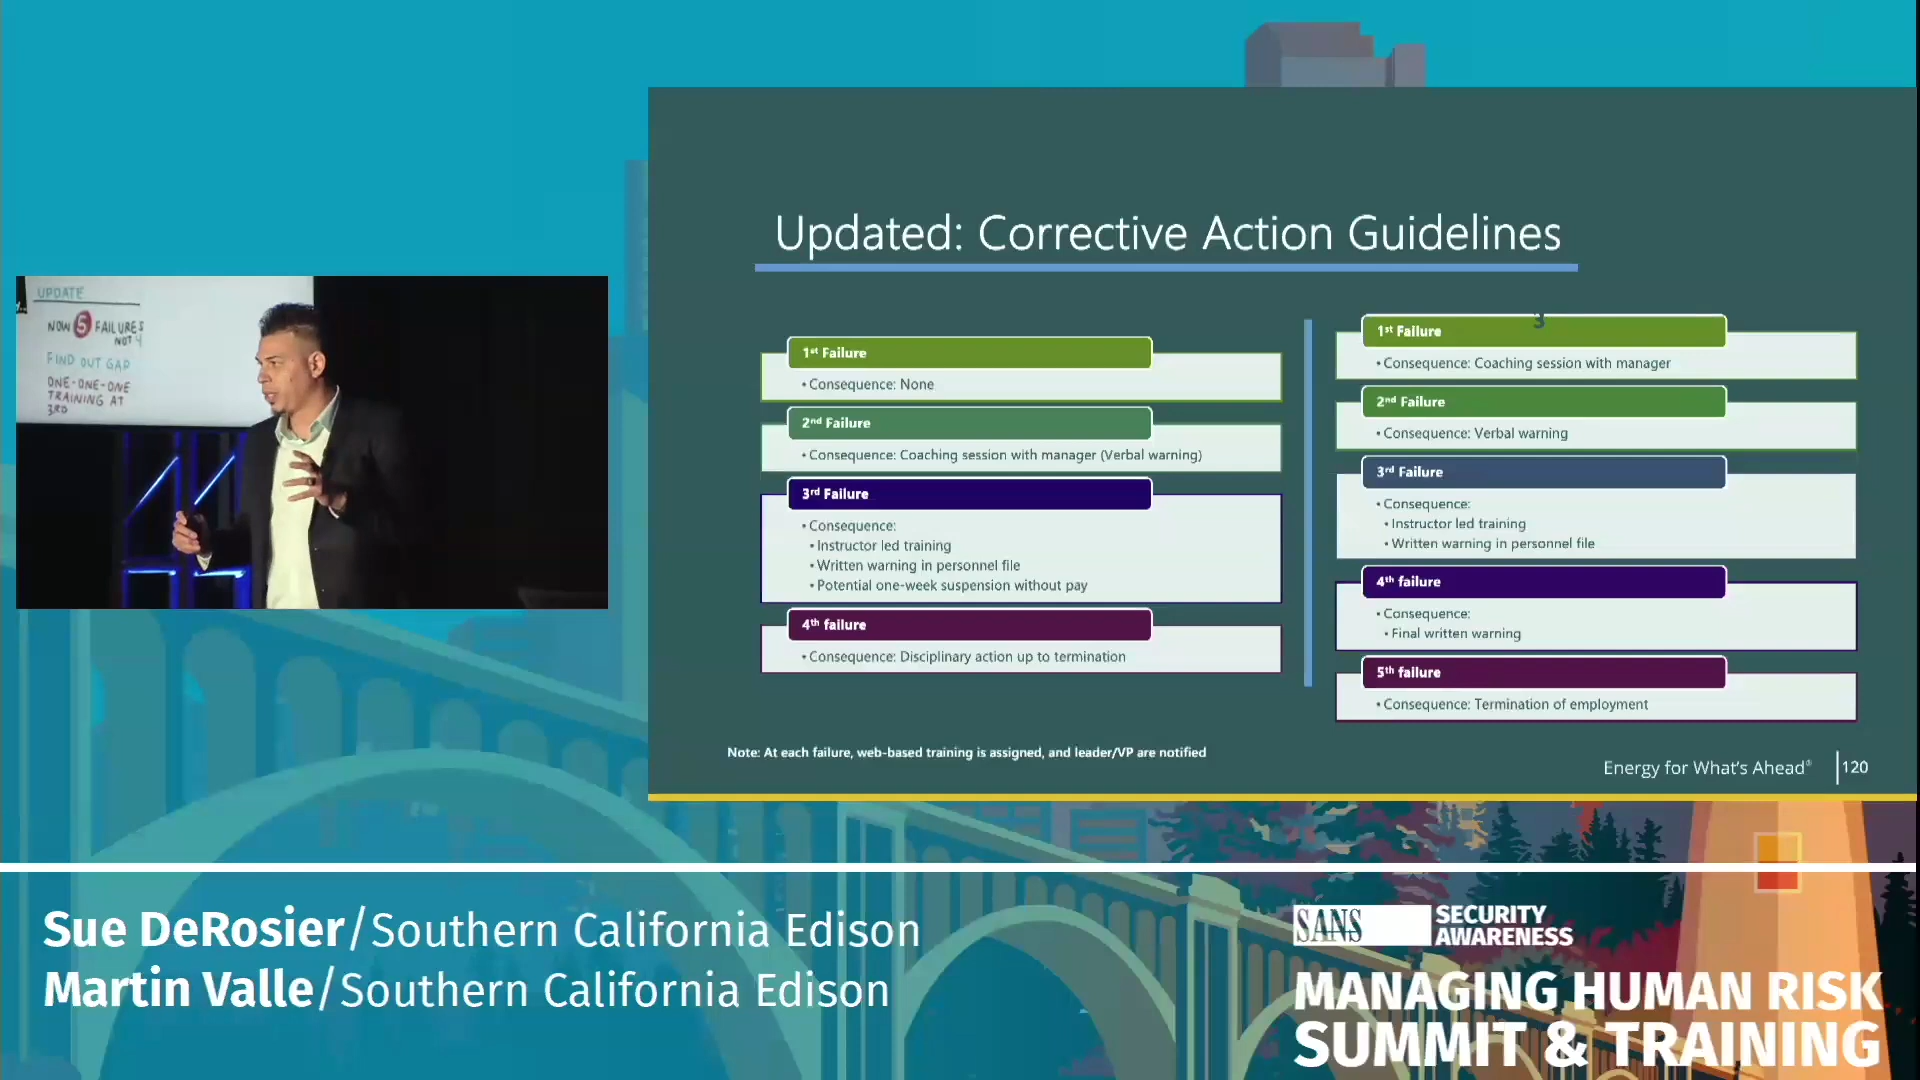 UPDATE
NOW 5 FAILURES
NOT 4
FIND OUT GAP
ONE-ONE-ONE
TRAINING AT
3RD
Updated: Corrective Action Guidelines
1st Failure
• Consequence: None
2nd Failure
• Consequence: Coaching session with manager (Verbal warning)
3rd Failure
• Consequence:
• Instructor led training
• Written warning in personnel file
• Potential one-week suspension without pay
4th failure
• Consequence: Disciplinary action up to termination
3
1st Failure
• Consequence: Coaching session with manager
2nd Failure
• Consequence: Verbal warning
3rd Failure
• Consequence:
• Instructor led training
• Written warning in personnel file
4th failure
• Consequence:
• Final written warning
5th failure
• Consequence: Termination of employment
Note: At each failure, web-based training is assigned, and leader/VP are notified
Energy for What's Ahead®
120
Sue DeRosier/Southern California Edison
Martin Valle/Southern California Edison
SANS
SECURITY
AWARENESS
MANAGING HUMAN RISK
SUMMIT & TRAINING